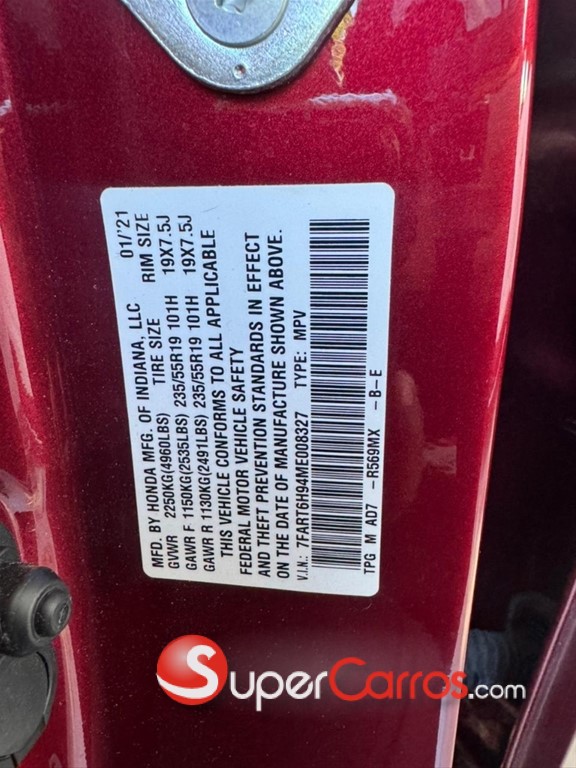 MFD. BY HONDA MFG. OF INDIANA, LLC 01/'21
TIRE SIZE RIM SIZE
GVWR 2250KG(4960LBS)
GAWR F 1150KG(2535LBS) 235/55R19 101H 19X7.5J
GAWR R 1130KG(2491LBS) 235/55R19 101H 19X7.5J
THIS VEHICLE CONFORMS TO ALL APPLICABLE
FEDERAL MOTOR VEHICLE SAFETY
AND THEFT PREVENTION STANDARDS IN EFFECT
ON THE DATE OF MANUFACTURE SHOWN ABOVE.
V.I.N.: 7FART6H94ME008327 TYPE: MPV
TPG M AD7 -R569MX -B-E
SUPERCARROS.com